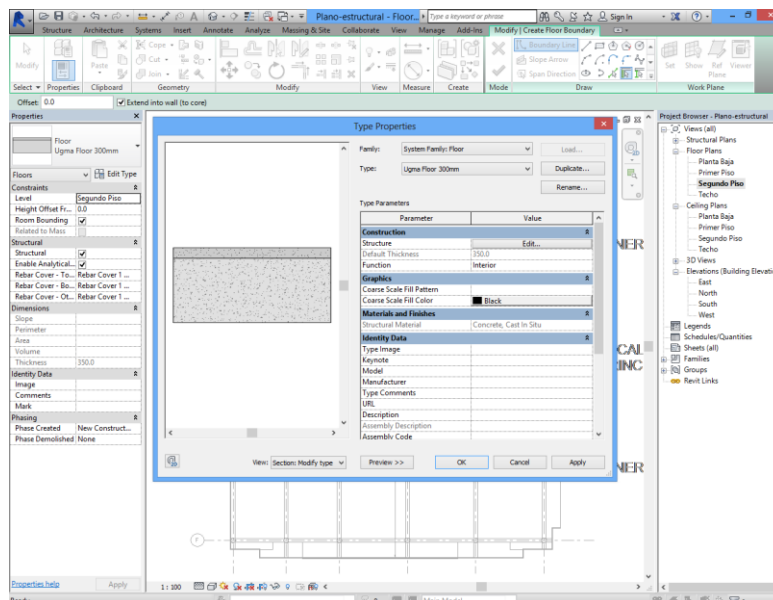 Plano-estructural - Floor... Type a keyword or phrase Sign In
Structure Architecture Systems Insert Annotate Analyze Massing & Site Collaborate View Manage Add-Ins Modify | Create Floor Boundary
Modify Paste Cope Cut Join Boundary Line Slope Arrow Span Direction Set Show Ref Plane Viewer
Select Properties Clipboard Geometry Modify View Measure Create Mode Draw Work Plane
Offset: 0.0 Extend into wall (to core)
Properties
Floor
Ugma Floor 300mm
Floors Edit Type
Constraints
Level Segundo Piso
Height Offset Fr... 0.0
Room Bounding
Related to Mass
Structural
Structural
Enable Analytical...
Rebar Cover - To... Rebar Cover 1 ...
Rebar Cover - Bo... Rebar Cover 1 ...
Rebar Cover - Ot... Rebar Cover 1 ...
Dimensions
Slope
Perimeter
Area
Volume
Thickness 350.0
Identity Data
Image
Comments
Mark
Phasing
Phase Created New Construct...
Phase Demolished None
Properties help Apply
Type Properties
Family: System Family: Floor Load...
Type: Ugma Floor 300mm Duplicate...
Rename...
Type Parameters
Parameter Value
Construction
Structure Edit...
Default Thickness 350.0
Function Interior
Graphics
Coarse Scale Fill Pattern
Coarse Scale Fill Color Black
Materials and Finishes
Structural Material Concrete, Cast In Situ
Identity Data
Type Image
Keynote
Model
Manufacturer
Type Comments
URL
Description
Assembly Description
Assembly Code
View: Section: Modify type Preview >> OK Cancel Apply
F
1 : 100
Project Browser - Plano-estructural
Views (all)
Structural Plans
Floor Plans
Planta Baja
Primer Piso
Segundo Piso
Techo
Ceiling Plans
Planta Baja
Primer Piso
Segundo Piso
Techo
3D Views
Elevations (Building Elevati
East
North
South
West
Legends
Schedules/Quantities
Sheets (all)
Families
Groups
Revit Links